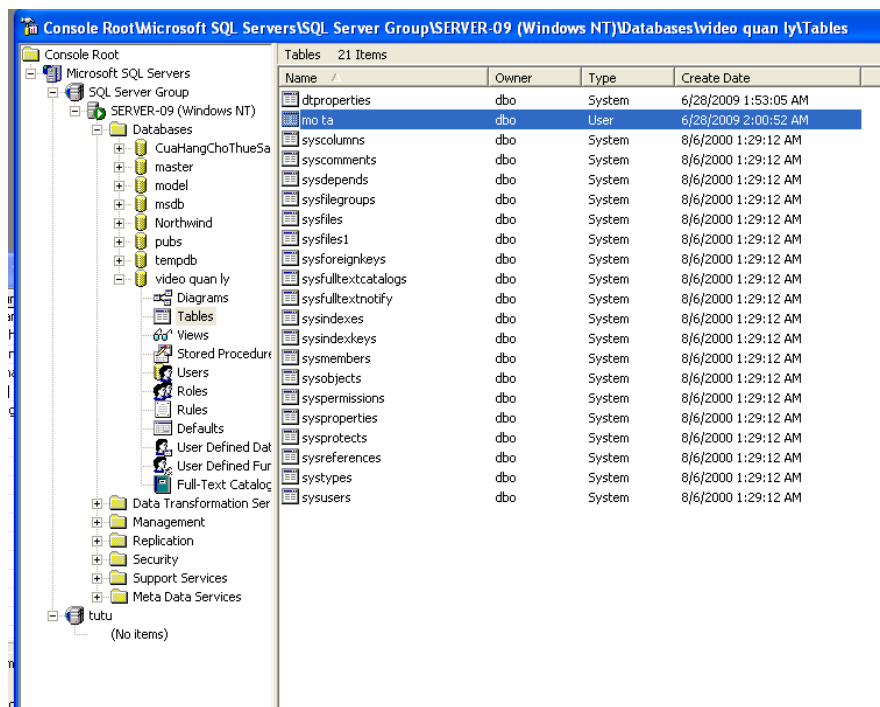 Console Root\Microsoft SQL Servers\SQL Server Group\SERVER-09 (Windows NT)\Databases\video quan ly\Tables
Console Root
Microsoft SQL Servers
SQL Server Group
SERVER-09 (Windows NT)
Databases
CuaHangChoThueSa
master
model
msdb
Northwind
pubs
tempdb
video quan ly
Diagrams
Tables
Views
Stored Procedure
Users
Roles
Rules
Defaults
User Defined Dat
User Defined Fun
Full-Text Catalog
Data Transformation Ser
Management
Replication
Security
Support Services
Meta Data Services
tutu
(No items)
Tables 21 Items
Name Owner Type Create Date
dtproperties dbo System 6/28/2009 1:53:05 AM
mo ta dbo User 6/28/2009 2:00:52 AM
syscolumns dbo System 8/6/2000 1:29:12 AM
syscomments dbo System 8/6/2000 1:29:12 AM
sysdepends dbo System 8/6/2000 1:29:12 AM
sysfilegroups dbo System 8/6/2000 1:29:12 AM
sysfiles dbo System 8/6/2000 1:29:12 AM
sysfiles1 dbo System 8/6/2000 1:29:12 AM
sysforeignkeys dbo System 8/6/2000 1:29:12 AM
sysfulltextcatalogs dbo System 8/6/2000 1:29:12 AM
sysfulltextnotify dbo System 8/6/2000 1:29:12 AM
sysindexes dbo System 8/6/2000 1:29:12 AM
sysindexkeys dbo System 8/6/2000 1:29:12 AM
sysmembers dbo System 8/6/2000 1:29:12 AM
sysobjects dbo System 8/6/2000 1:29:12 AM
syspermissions dbo System 8/6/2000 1:29:12 AM
sysproperties dbo System 8/6/2000 1:29:12 AM
sysprotects dbo System 8/6/2000 1:29:12 AM
sysreferences dbo System 8/6/2000 1:29:12 AM
systypes dbo System 8/6/2000 1:29:12 AM
sysusers dbo System 8/6/2000 1:29:12 AM